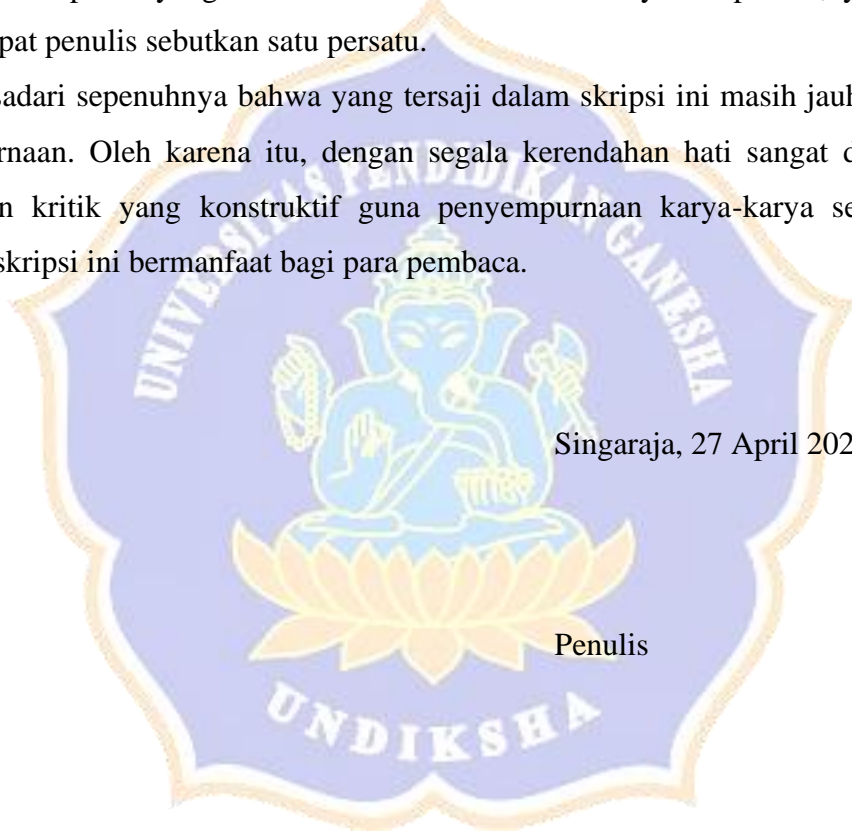 pat penulis sebutkan satu persatu.
sadari sepenuhnya bahwa yang tersaji dalam skripsi ini masih jauh
rnaan. Oleh karena itu, dengan segala kerendahan hati sangat d
n kritik yang konstruktif guna penyempurnaan karya-karya se
skripsi ini bermanfaat bagi para pembaca.
UNIVERSITAS PENDIDIKAN GANESHA
Singaraja, 27 April 202
Penulis
UNDIKSHA